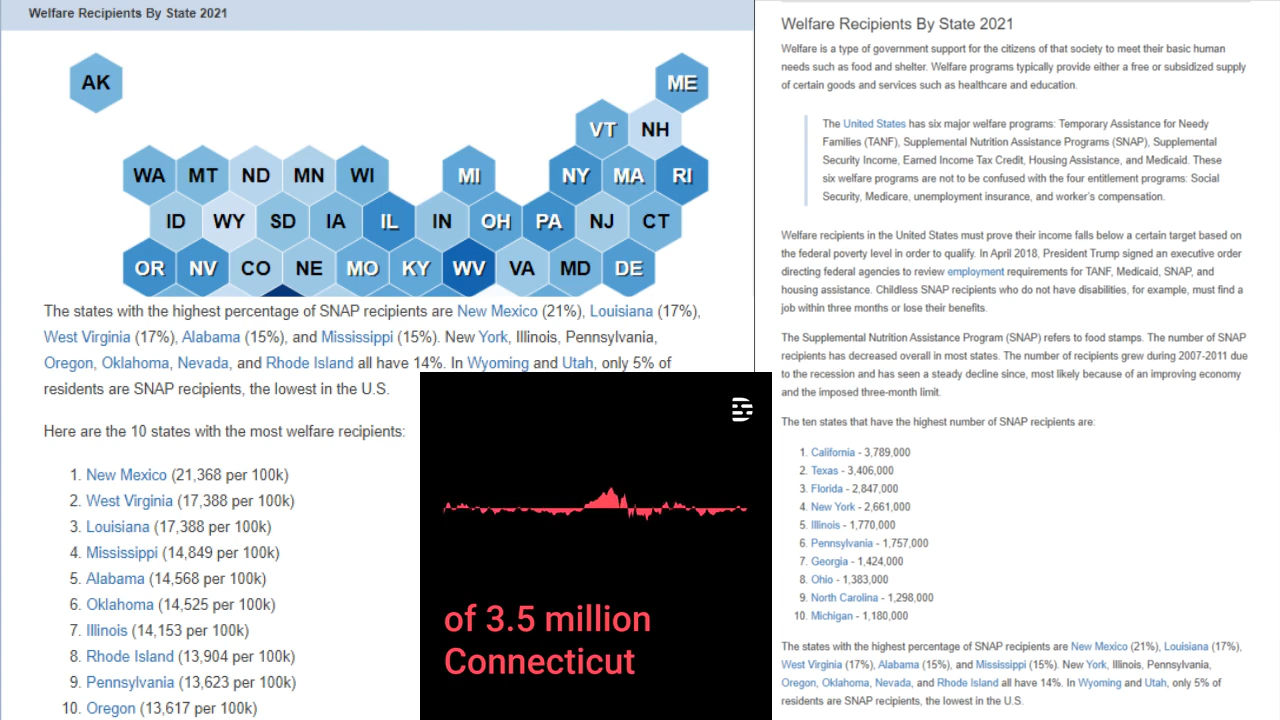 Welfare Recipients By State 2021
AK
ME
VT NH
WA MT ND MN WI MI NY MA RI
ID WY SD IA IL IN OH PA NJ CT
OR NV CO NE MO KY WV VA MD DE
The states with the highest percentage of SNAP recipients are New Mexico (21%), Louisiana (17%),
West Virginia (17%), Alabama (15%), and Mississippi (15%). New York, Illinois, Pennsylvania,
Oregon, Oklahoma, Nevada, and Rhode Island all have 14%. In Wyoming and Utah, only 5% of
residents are SNAP recipients, the lowest in the U.S.
Here are the 10 states with the most welfare recipients:
1. New Mexico (21,368 per 100k)
2. West Virginia (17,388 per 100k)
3. Louisiana (17,388 per 100k)
4. Mississippi (14,849 per 100k)
5. Alabama (14,568 per 100k)
6. Oklahoma (14,525 per 100k)
7. Illinois (14,153 per 100k)
8. Rhode Island (13,904 per 100k)
9. Pennsylvania (13,623 per 100k)
10. Oregon (13,617 per 100k)
of 3.5 million
Connecticut
Welfare Recipients By State 2021
Welfare is a type of government support for the citizens of that society to meet their basic human
needs such as food and shelter. Welfare programs typically provide either a free or subsidized supply
of certain goods and services such as healthcare and education.
The United States has six major welfare programs: Temporary Assistance for Needy
Families (TANF), Supplemental Nutrition Assistance Programs (SNAP), Supplemental
Security Income, Earned Income Tax Credit, Housing Assistance, and Medicaid. These
six welfare programs are not to be confused with the four entitlement programs: Social
Security, Medicare, unemployment insurance, and worker's compensation.
Welfare recipients in the United States must prove their income falls below a certain target based on
the federal poverty level in order to qualify. In April 2018, President Trump signed an executive order
directing federal agencies to review employment requirements for TANF, Medicaid, SNAP, and
housing assistance. Childless SNAP recipients who do not have disabilities, for example, must find a
job within three months or lose their benefits.
The Supplemental Nutrition Assistance Program (SNAP) refers to food stamps. The number of SNAP
recipients has decreased overall in most states. The number of recipients grew during 2007-2011 due
to the recession and has seen a steady decline since, most likely because of an improving economy
and the imposed three-month limit.
The ten states that have the highest number of SNAP recipients are:
1. California - 3,789,000
2. Texas - 3,406,000
3. Florida - 2,847,000
4. New York - 2,661,000
5. Illinois - 1,770,000
6. Pennsylvania - 1,757,000
7. Georgia - 1,424,000
8. Ohio - 1,383,000
9. North Carolina - 1,298,000
10. Michigan - 1,180,000
The states with the highest percentage of SNAP recipients are New Mexico (21%), Louisiana (17%),
West Virginia (17%), Alabama (15%), and Mississippi (15%). New York, Illinois, Pennsylvania,
Oregon, Oklahoma, Nevada, and Rhode Island all have 14%. In Wyoming and Utah, only 5% of
residents are SNAP recipients, the lowest in the U.S.